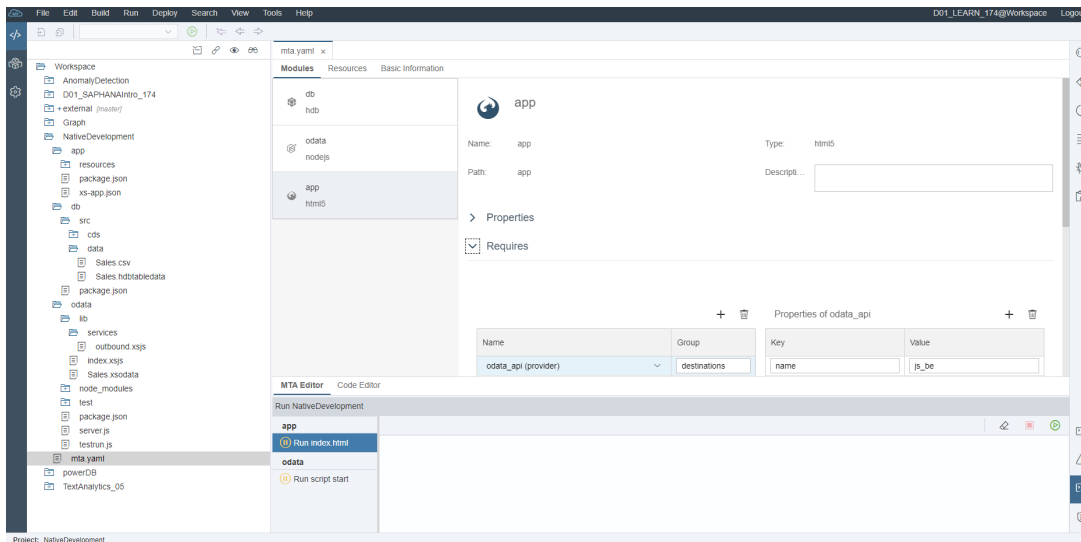 File Edit Build Run Deploy Search View Tools Help D01_LEARN_174@Workspace Logou
mta.yaml ×
Workspace
AnomalyDetection
D01_SAPHANAIntro_174
+ external [master]
Graph
NativeDevelopment
app
resources
package.json
xs-app.json
db
src
cds
data
Sales.csv
Sales.hdbtabledata
package.json
odata
lib
services
outbound.xsjs
index.xsjs
Sales.xsodata
node_modules
test
package.json
server.js
testrun.js
mta.yaml
powerDB
TextAnalytics_05
Modules Resources Basic Information
db
hdb
odata
nodejs
app
html5
app
Name: app Type: html5
Path: app Descripti...
Properties
Requires
Properties of odata_api
Name Group Key Value
odata_api (provider) destinations name js_be
MTA Editor Code Editor
Run NativeDevelopment
app
Run index.html
odata
Run script start
Project: NativeDevelopment